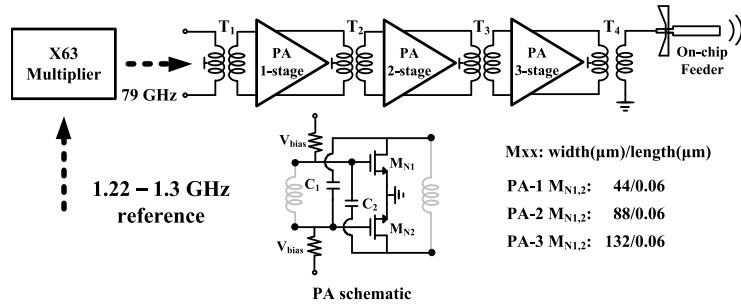 X63
Multiplier
79 GHz
T1
PA
1-stage
T2
PA
2-stage
T3
PA
3-stage
T4
On-chip
Feeder
1.22 – 1.3 GHz
reference
Vbias
C1
C2
MN1
MN2
Vbias
PA schematic
Mxx: width(μm)/length(μm)
PA-1 MN1,2: 44/0.06
PA-2 MN1,2: 88/0.06
PA-3 MN1,2: 132/0.06